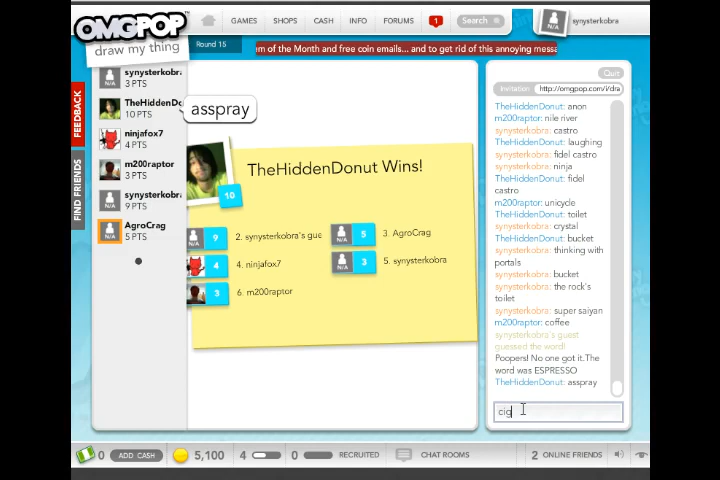 OMGPOP
draw my thing
GAMES SHOPS CASH INFO FORUMS 1 Search synysterkobra
Round 15
m of the Month and free coin emails... and to get rid of this annoying messa
FEEDBACK
FIND FRIENDS
N/A synysterkobra
3 PTS
TheHiddenDo
10 PTS
ninjafox7
4 PTS
m200raptor
3 PTS
N/A synysterkobra
9 PTS
N/A AgroCrag
5 PTS
asspray
TheHiddenDonut Wins!
10
N/A 9 2. synysterkobra's gue
N/A 5 3. AgroCrag
4 4. ninjafox7
N/A 3 5. synysterkobra
3 6. m200raptor
Quit
Invitation http://omgpop.com/i/dra
TheHiddenDonut: anon
m200raptor: nile river
synysterkobra: castro
TheHiddenDonut: laughing
synysterkobra: fidel castro
synysterkobra: ninja
TheHiddenDonut: fidel
castro
m200raptor: unicycle
TheHiddenDonut: toilet
synysterkobra: crystal
TheHiddenDonut: bucket
synysterkobra: thinking with
portals
synysterkobra: bucket
synysterkobra: the rock's
toilet
synysterkobra: super saiyan
m200raptor: coffee
synysterkobra's guest
guessed the word!
Poopers! No one got it.The
word was ESPRESSO
TheHiddenDonut: asspray
cig
0 ADD CASH 5,100 4 0 RECRUITED CHAT ROOMS 2 ONLINE FRIENDS